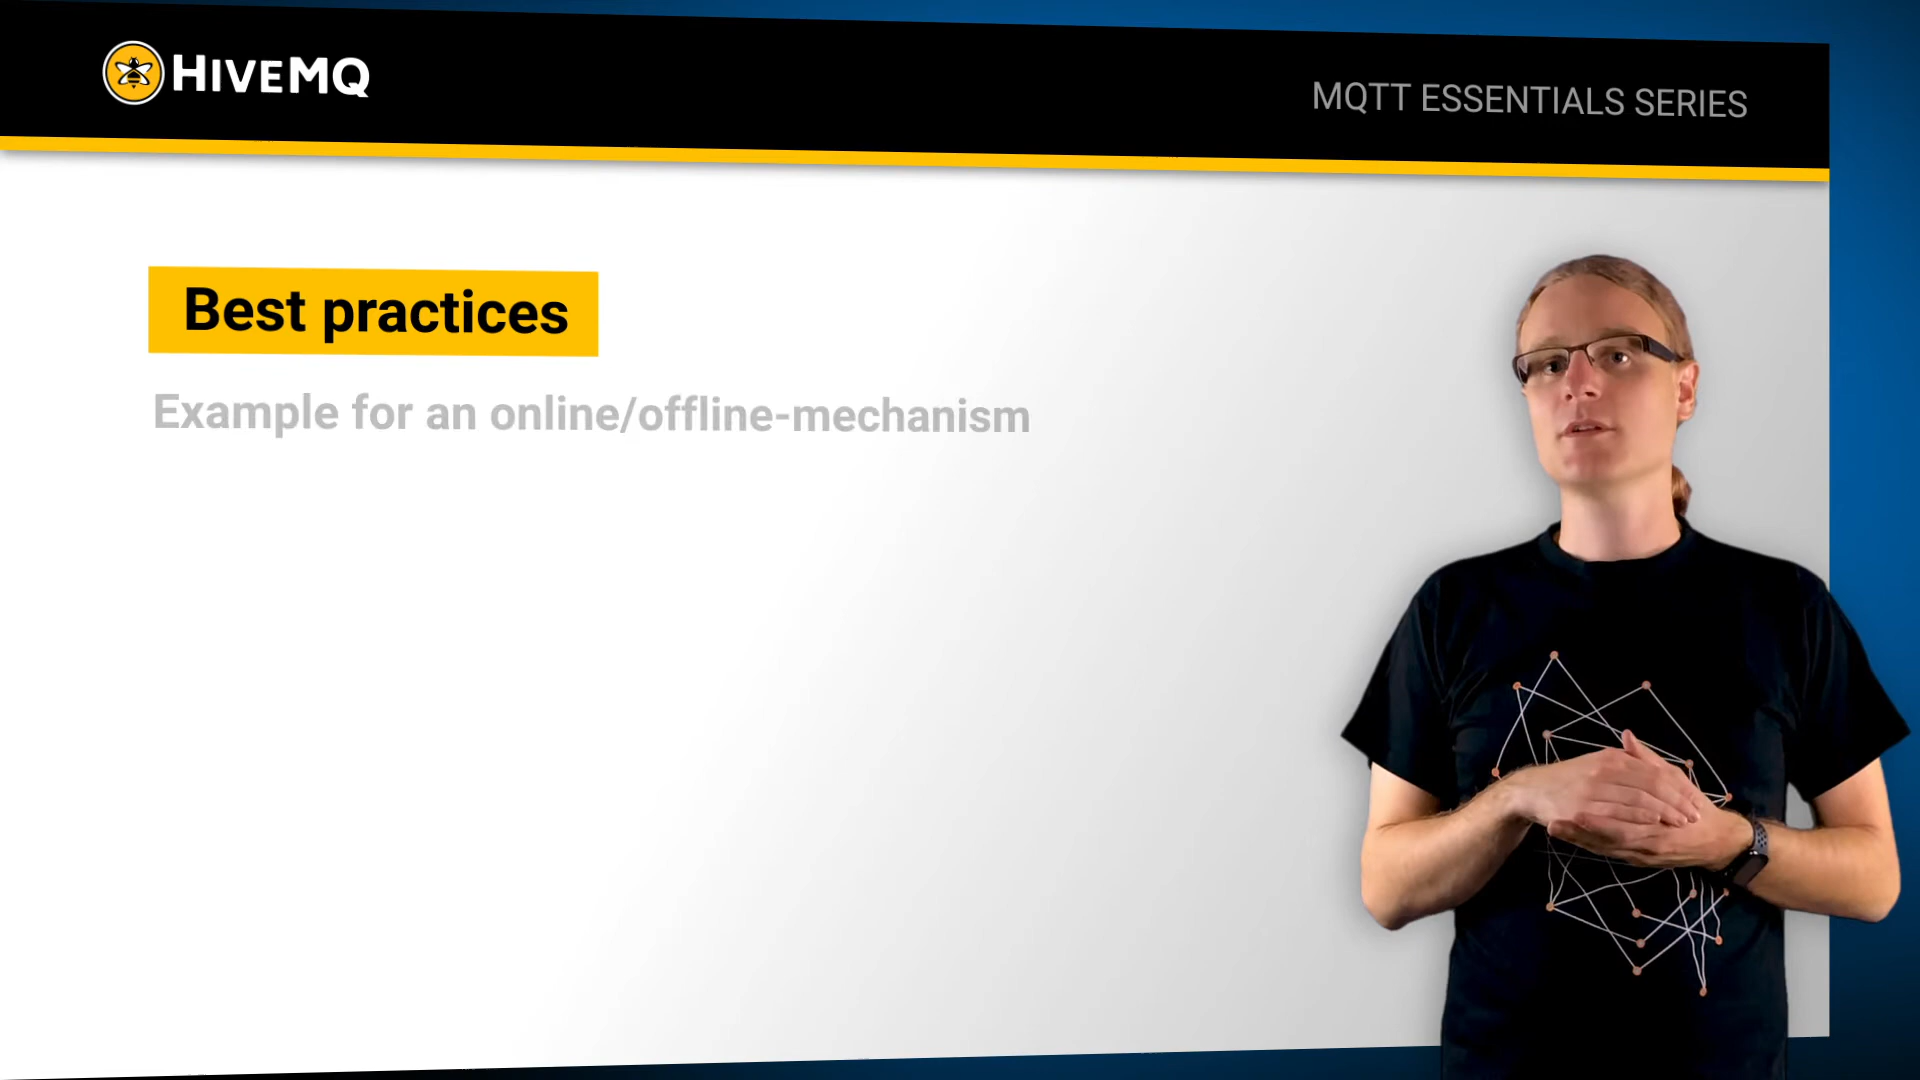 HIVEMQ
MQTT ESSENTIALS SERIES
Best practices
Example for an online/offline-mechanism